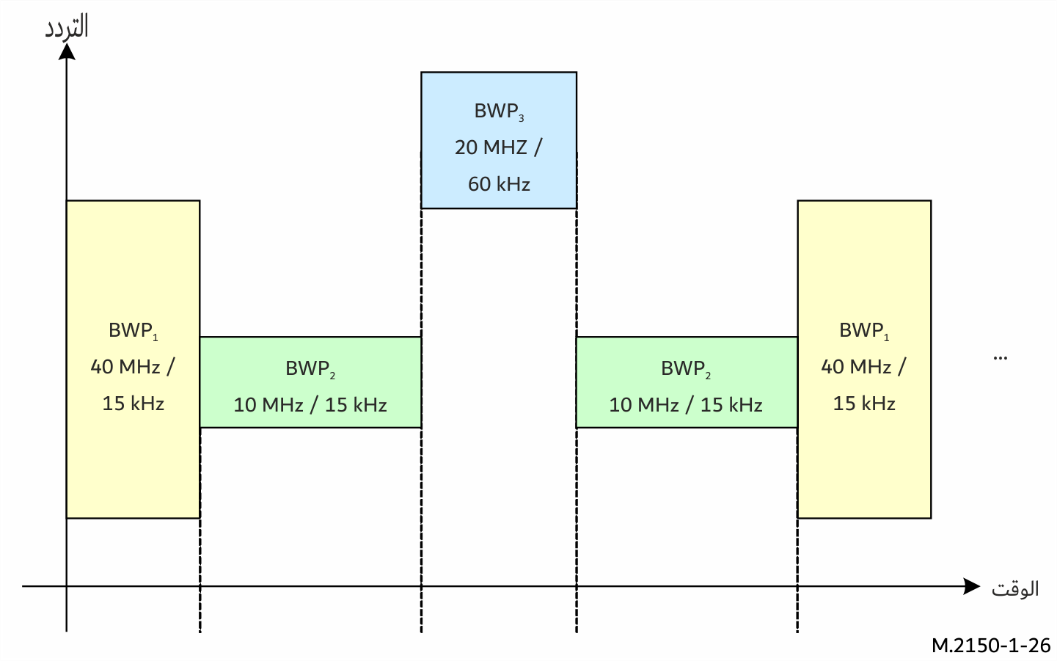 التردد
BWP₃
20 MHZ /
60 kHz
BWP₁
40 MHz /
15 kHz
BWP₂
10 MHz / 15 kHz
BWP₂
10 MHz / 15 kHz
BWP₁
40 MHz /
15 kHz
...
الوقت
M.2150-1-26